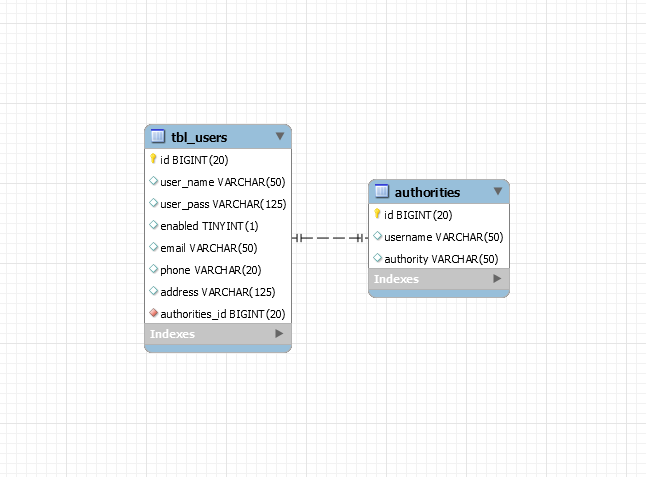 tbl_users
id BIGINT(20)
user_name VARCHAR(50)
user_pass VARCHAR(125)
enabled TINYINT(1)
email VARCHAR(50)
phone VARCHAR(20)
address VARCHAR(125)
authorities_id BIGINT(20)
Indexes
authorities
id BIGINT(20)
username VARCHAR(50)
authority VARCHAR(50)
Indexes